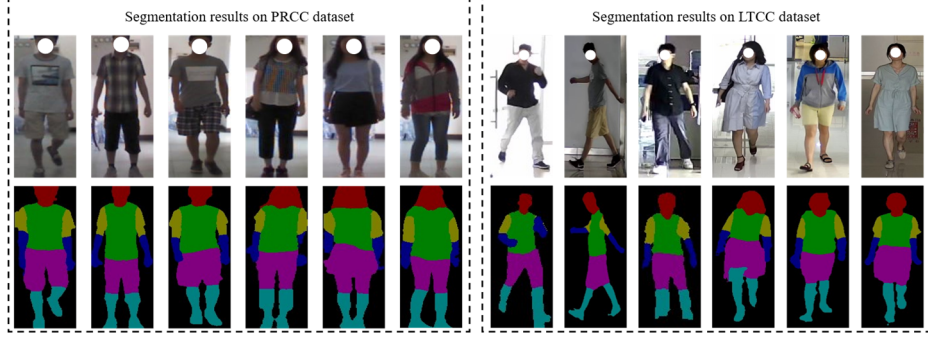 Segmentation results on PRCC dataset
Segmentation results on LTCC dataset